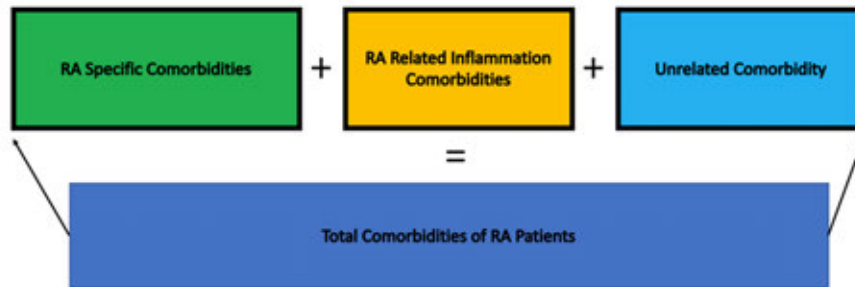 RA Specific Comorbidities
+
RA Related Inflammation
Comorbidities
+
Unrelated Comorbidity
=
Total Comorbidities of RA Patients